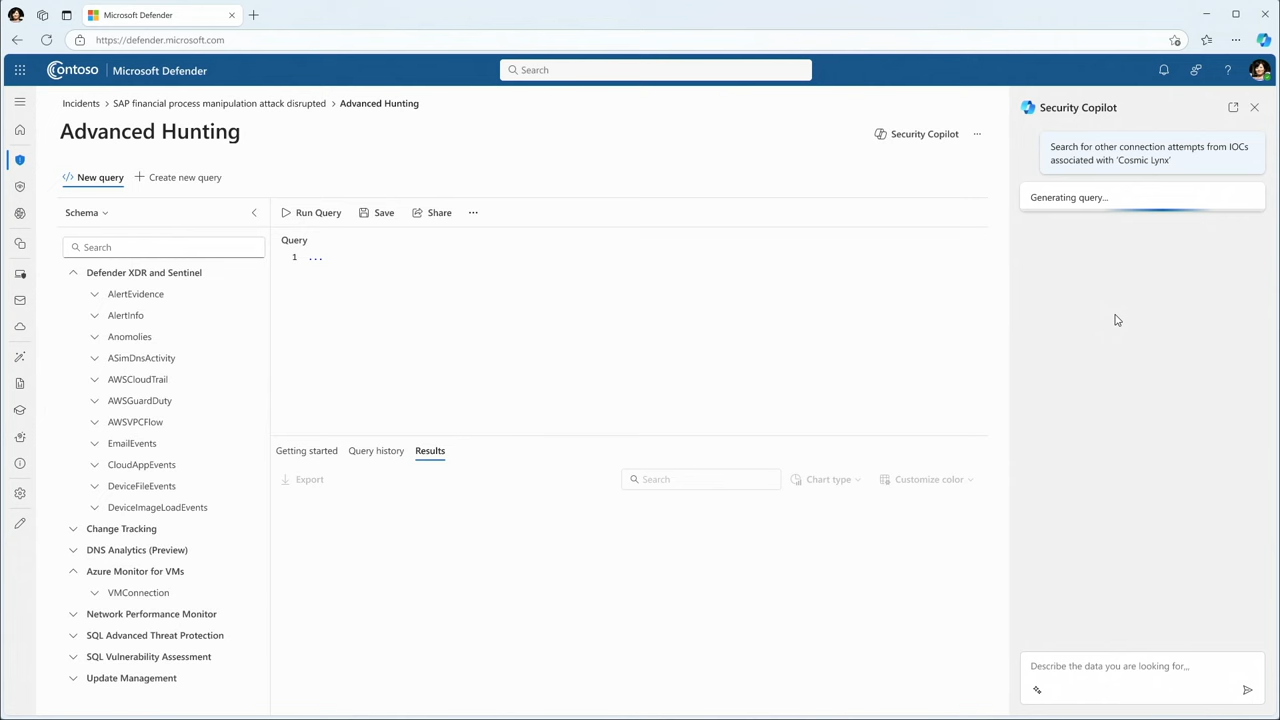 Microsoft Defender
https://defender.microsoft.com
Contoso | Microsoft Defender
Search
Incidents > SAP financial process manipulation attack disrupted > Advanced Hunting
Advanced Hunting
Security Copilot ...
New query
Create new query
Schema
Run Query
Save
Share
...
Search
Query
1 ...
Defender XDR and Sentinel
AlertEvidence
AlertInfo
Anomolies
ASimDnsActivity
AWSCloudTrail
AWSGuardDuty
AWSVPCFlow
EmailEvents
CloudAppEvents
DeviceFileEvents
DeviceImageLoadEvents
Change Tracking
DNS Analytics (Preview)
Azure Monitor for VMs
VMConnection
Network Performance Monitor
SQL Advanced Threat Protection
SQL Vulnerability Assessment
Update Management
Getting started
Query history
Results
Export
Search
Chart type
Customize color
Security Copilot
Search for other connection attempts from IOCs
associated with 'Cosmic Lynx'
Generating query...
Describe the data you are looking for...